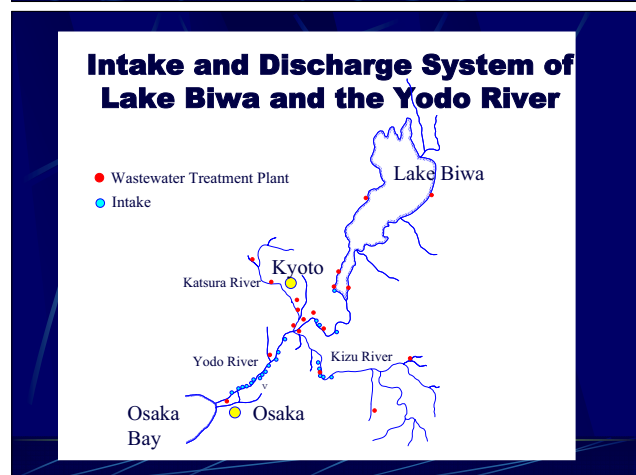 Intake and Discharge System of
Lake Biwa and the Yodo River
Lake Biwa
Wastewater Treatment Plant
Intake
Kyoto
Katsura River
Yodo River
Kizu River
v
Osaka
Bay
Osaka